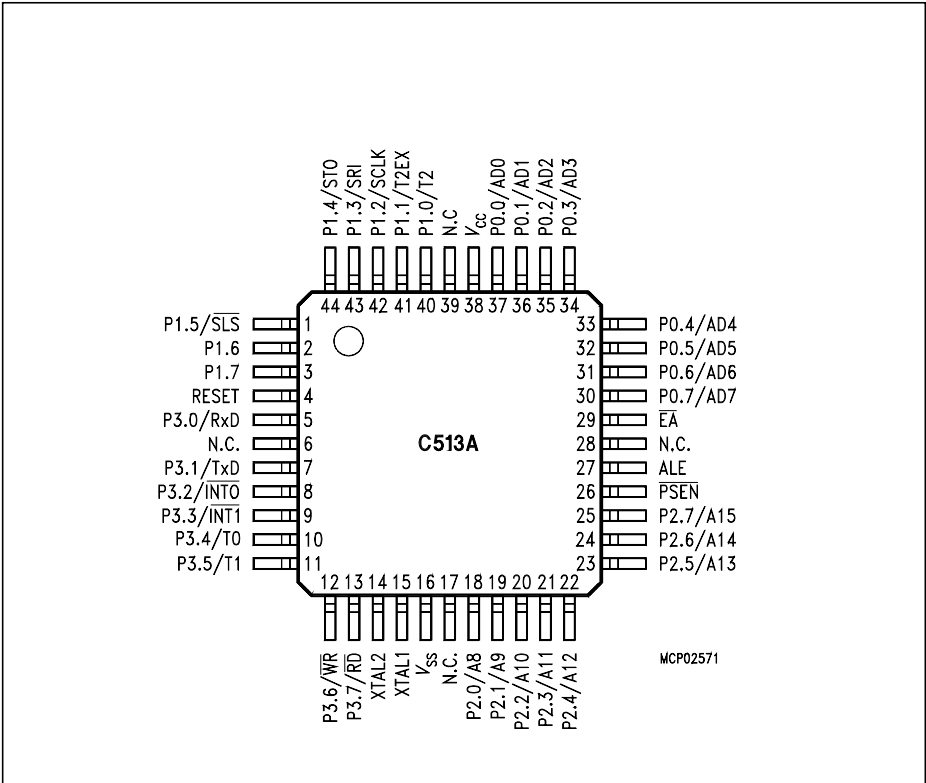 P1.4/STO
P1.3/SRI
P1.2/SCLK
P1.1/T2EX
P1.0/T2
N.C
VCC
P0.0/AD0
P0.1/AD1
P0.2/AD2
P0.3/AD3
44 43 42 41 40 39 38 37 36 35 34
P1.5/S̅L̅S̅ 1
P1.6 2
P1.7 3
RESET 4
P3.0/RxD 5
N.C. 6
P3.1/TxD 7
P3.2/I̅N̅T̅0̅ 8
P3.3/I̅N̅T̅1̅ 9
P3.4/T0 10
P3.5/T1 11
C513A
33 P0.4/AD4
32 P0.5/AD5
31 P0.6/AD6
30 P0.7/AD7
29 E̅A̅
28 N.C.
27 ALE
26 P̅S̅E̅N̅
25 P2.7/A15
24 P2.6/A14
23 P2.5/A13
12 13 14 15 16 17 18 19 20 21 22
P3.6/W̅R̅
P3.7/R̅D̅
XTAL2
XTAL1
VSS
N.C.
P2.0/A8
P2.1/A9
P2.2/A10
P2.3/A11
P2.4/A12
MCP02571